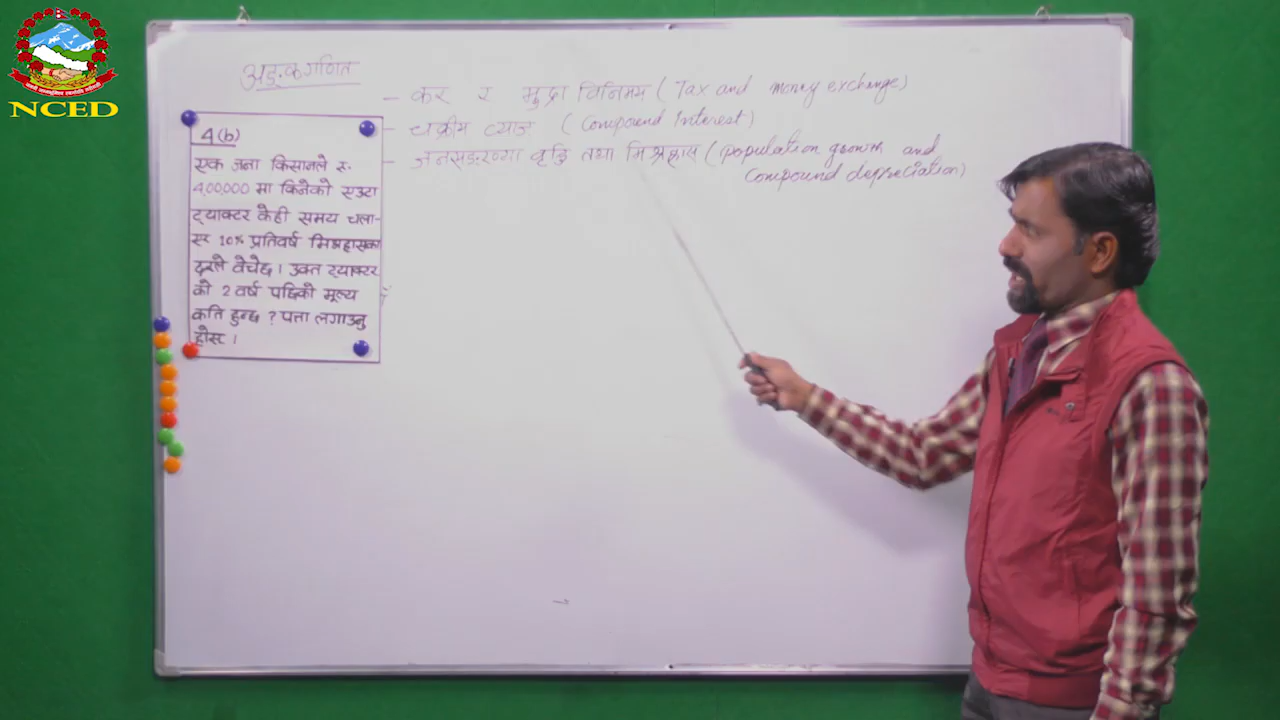 NCED
अङ्कगणित
- कर र मुद्रा विनिमय (Tax and money exchange)
- चक्रीय ब्याज (Compound Interest)
- जनसङ्ख्या वृद्धि तथा मिश्रह्रास (population growth and
Compound depreciation)
4(b)
एक जना किसानले रु.
4,00,000 मा किनेको एउटा
ट्याक्टर केही समय चला-
एर 10% प्रतिवर्ष मिश्रह्रासका
दरले बेचेछ । उक्त ट्याक्टर
को 2 वर्ष पछिको मूल्य
कति हुन्छ ? पत्ता लगाउनु
होस् ।